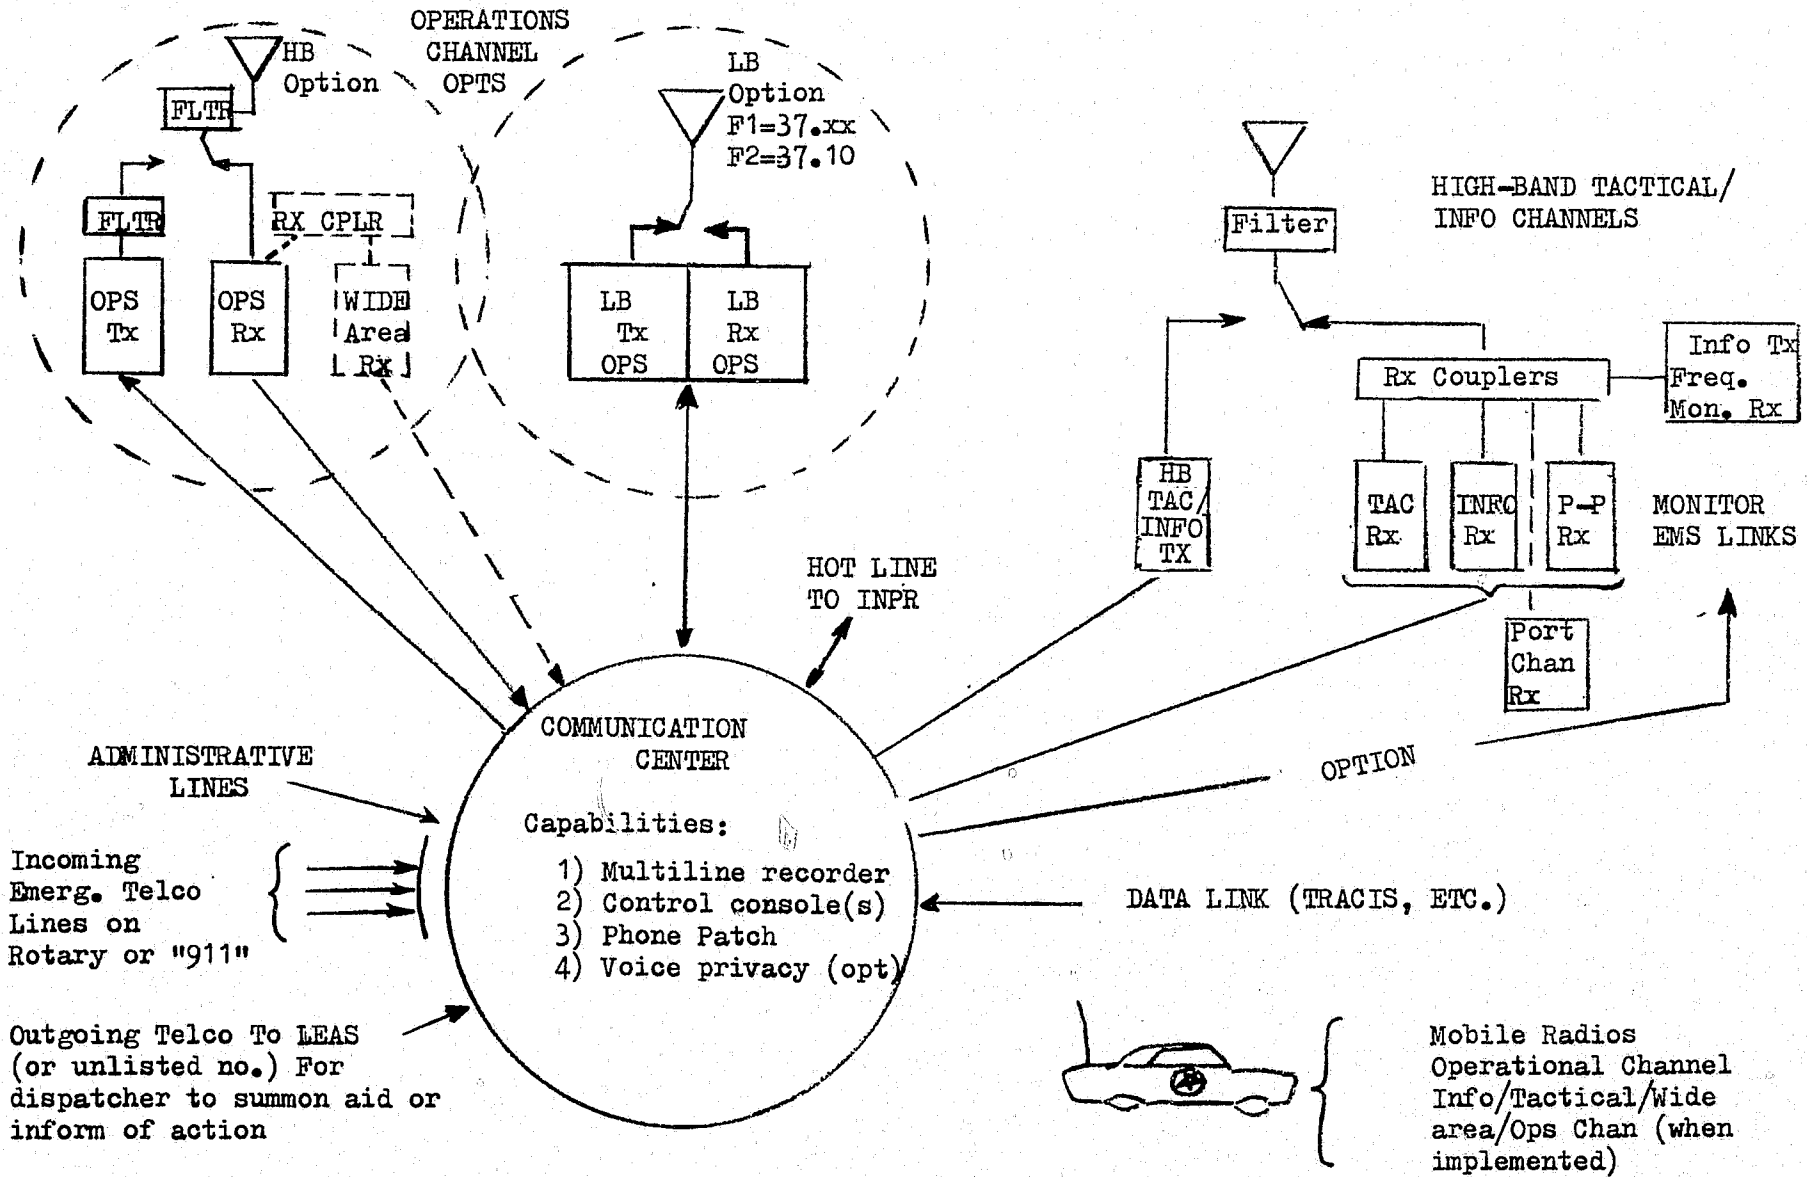 OPERATIONS
CHANNEL
OPTS
HB
Option
FLTR
FLTR
RX CPLR
OPS
Tx
OPS
Rx
WIDE
Area
Rx
LB
Option
F1=37.xx
F2=37.10
LB
Tx
OPS
LB
Rx
OPS
HIGH-BAND TACTICAL/
INFO CHANNELS
Filter
Rx Couplers
Info Tx
Freq.
Mon. Rx
HB
TAC/
INFO
TX
TAC
Rx
INFO
Rx
P-P
Rx
MONITOR
EMS LINKS
Port
Chan
Rx
HOT LINE
TO INPR
OPTION
COMMUNICATION
CENTER
Capabilities:
1) Multiline recorder
2) Control console(s)
3) Phone Patch
4) Voice privacy (opt)
ADMINISTRATIVE
LINES
Incoming
Emerg. Telco
Lines on
Rotary or "911"
Outgoing Telco To LEAS
(or unlisted no.) For
dispatcher to summon aid or
inform of action
DATA LINK (TRACIS, ETC.)
Mobile Radios
Operational Channel
Info/Tactical/Wide
area/Ops Chan (when
implemented)